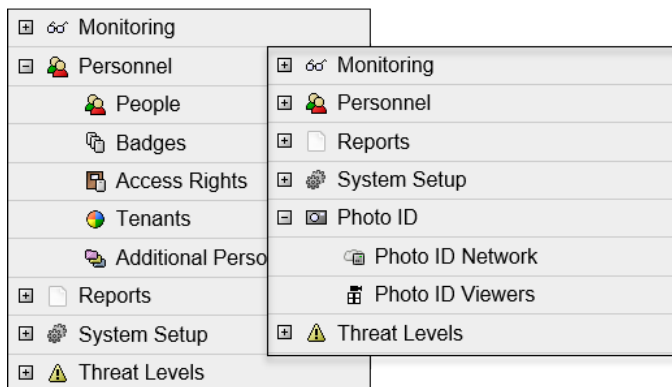 Monitoring
Personnel
People
Badges
Access Rights
Tenants
Additional Perso
Reports
System Setup
Threat Levels
Monitoring
Personnel
Reports
System Setup
Photo ID
Photo ID Network
Photo ID Viewers
Threat Levels